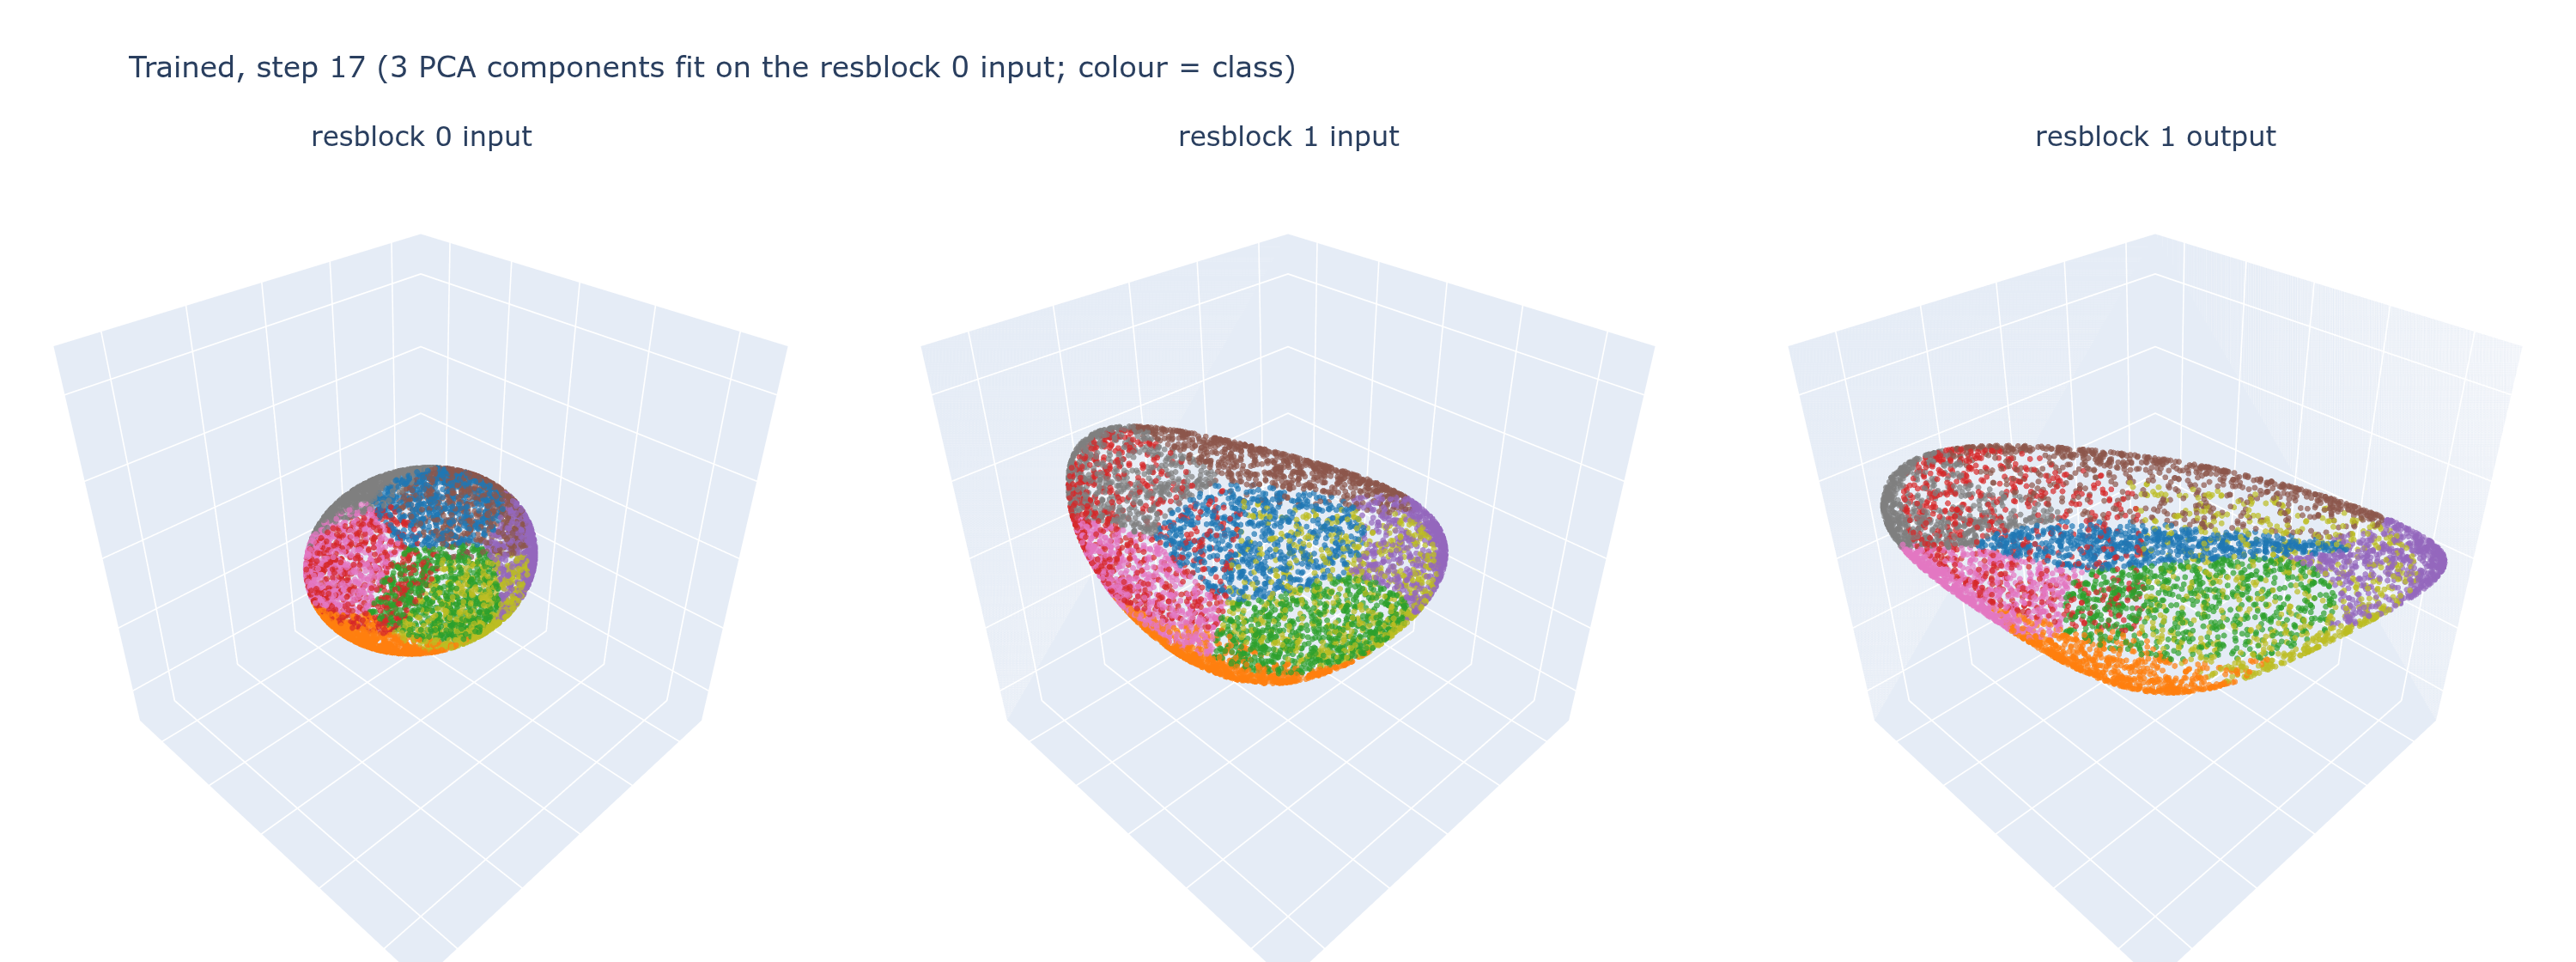 Trained, step 17 (3 PCA components fit on the resblock 0 input; colour = class)
resblock 0 input
resblock 1 input
resblock 1 output